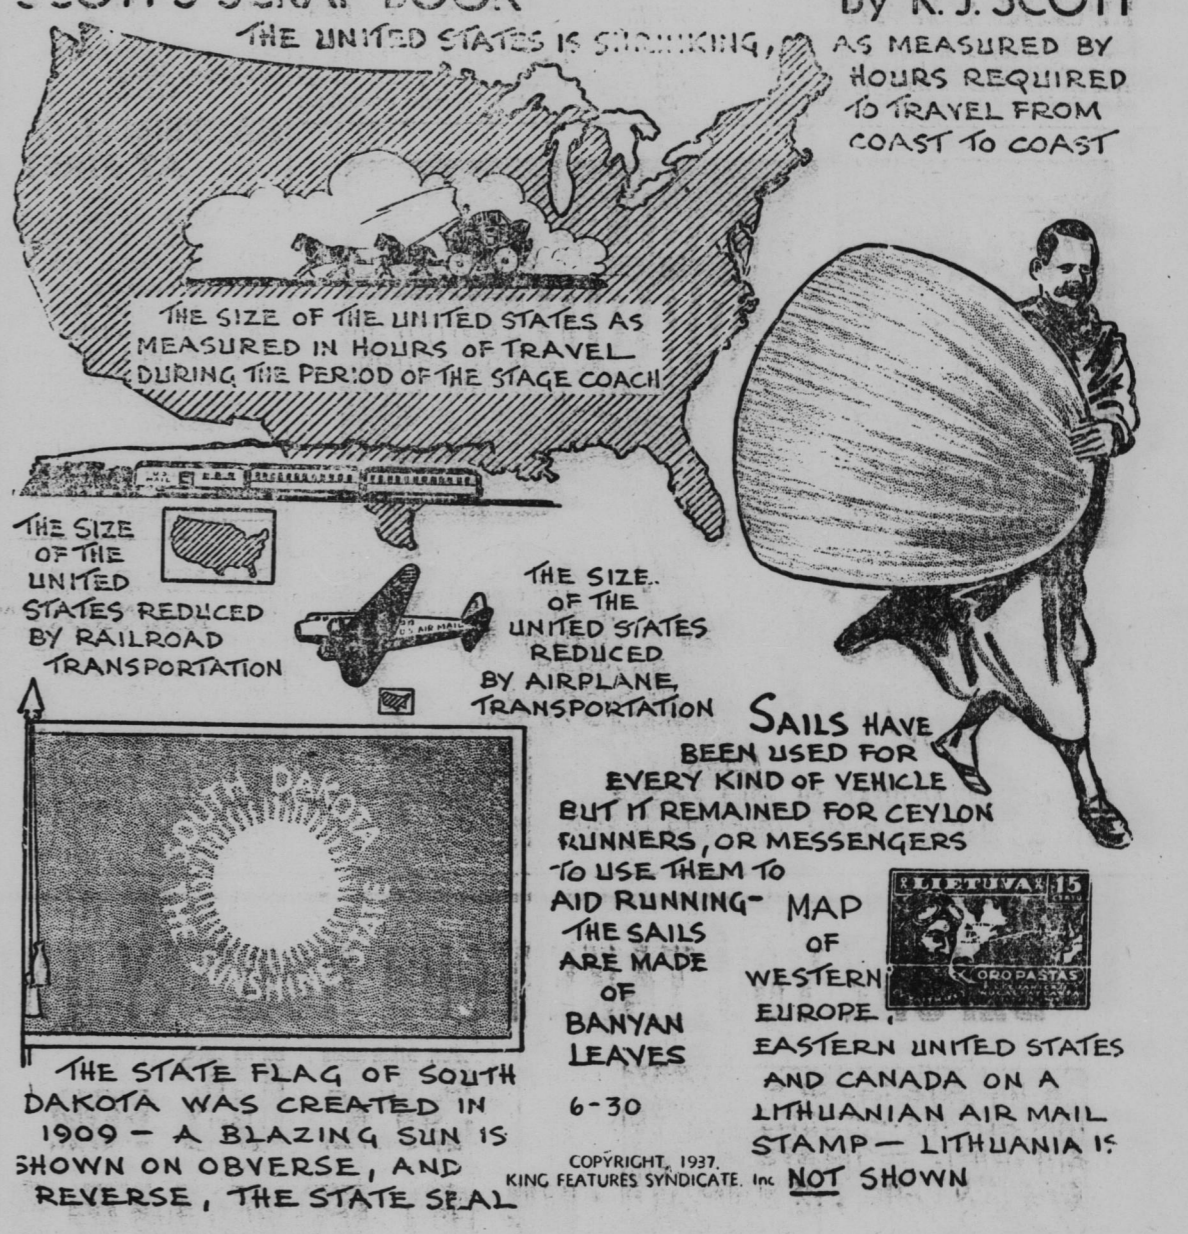 SCOTT'S SCRAP BOOK
By R. J. SCOTT
THE UNITED STATES IS SHRINKING, AS MEASURED BY
HOURS REQUIRED
TO TRAVEL FROM
COAST TO COAST
THE SIZE OF THE UNITED STATES AS
MEASURED IN HOURS OF TRAVEL
DURING THE PERIOD OF THE STAGE COACH
THE SIZE
OF THE
UNITED
STATES REDUCED
BY RAILROAD
TRANSPORTATION
U.S. AIR MAIL
THE SIZE
OF THE
UNITED STATES
REDUCED
BY AIRPLANE
TRANSPORTATION
SOUTH DAKOTA
THE SUNSHINE STATE
THE STATE FLAG OF SOUTH
DAKOTA WAS CREATED IN
1909 — A BLAZING SUN IS
SHOWN ON OBVERSE, AND
REVERSE, THE STATE SEAL
SAILS HAVE
BEEN USED FOR
EVERY KIND OF VEHICLE
BUT IT REMAINED FOR CEYLON
RUNNERS, OR MESSENGERS
TO USE THEM TO
AID RUNNING-
THE SAILS
ARE MADE
OF
BANYAN
LEAVES
6-30
COPYRIGHT, 1937,
KING FEATURES SYNDICATE, Inc
LIETUVA 15
ORO PASTAS
MAP
OF
WESTERN
EUROPE,
EASTERN UNITED STATES
AND CANADA ON A
LITHUANIAN AIR MAIL
STAMP — LITHUANIA IS
NOT SHOWN